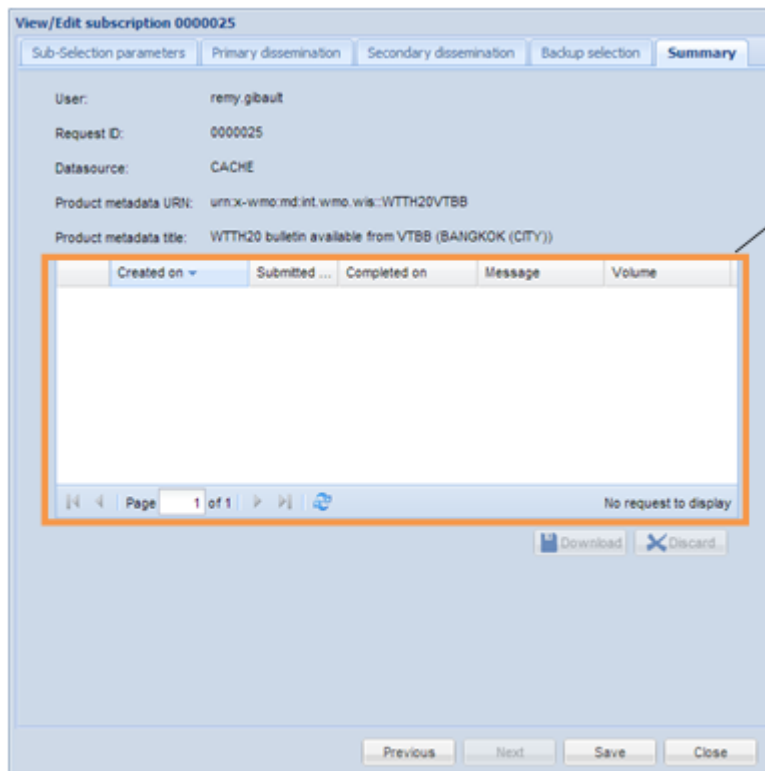 View/Edit subscription 0000025
Sub-Selection parameters Primary dissemination Secondary dissemination Backup selection Summary
User: remy.gibault
Request ID: 0000025
Datasource: CACHE
Product metadata URN: urn:x-wmo:md:int.wmo.wis::WTTH20VTBB
Product metadata title: WTTH20 bulletin available from VTBB (BANGKOK (CITY))
Created on Submitted ... Completed on Message Volume
Page 1 of 1 No request to display
Download Discard
Previous Next Save Close